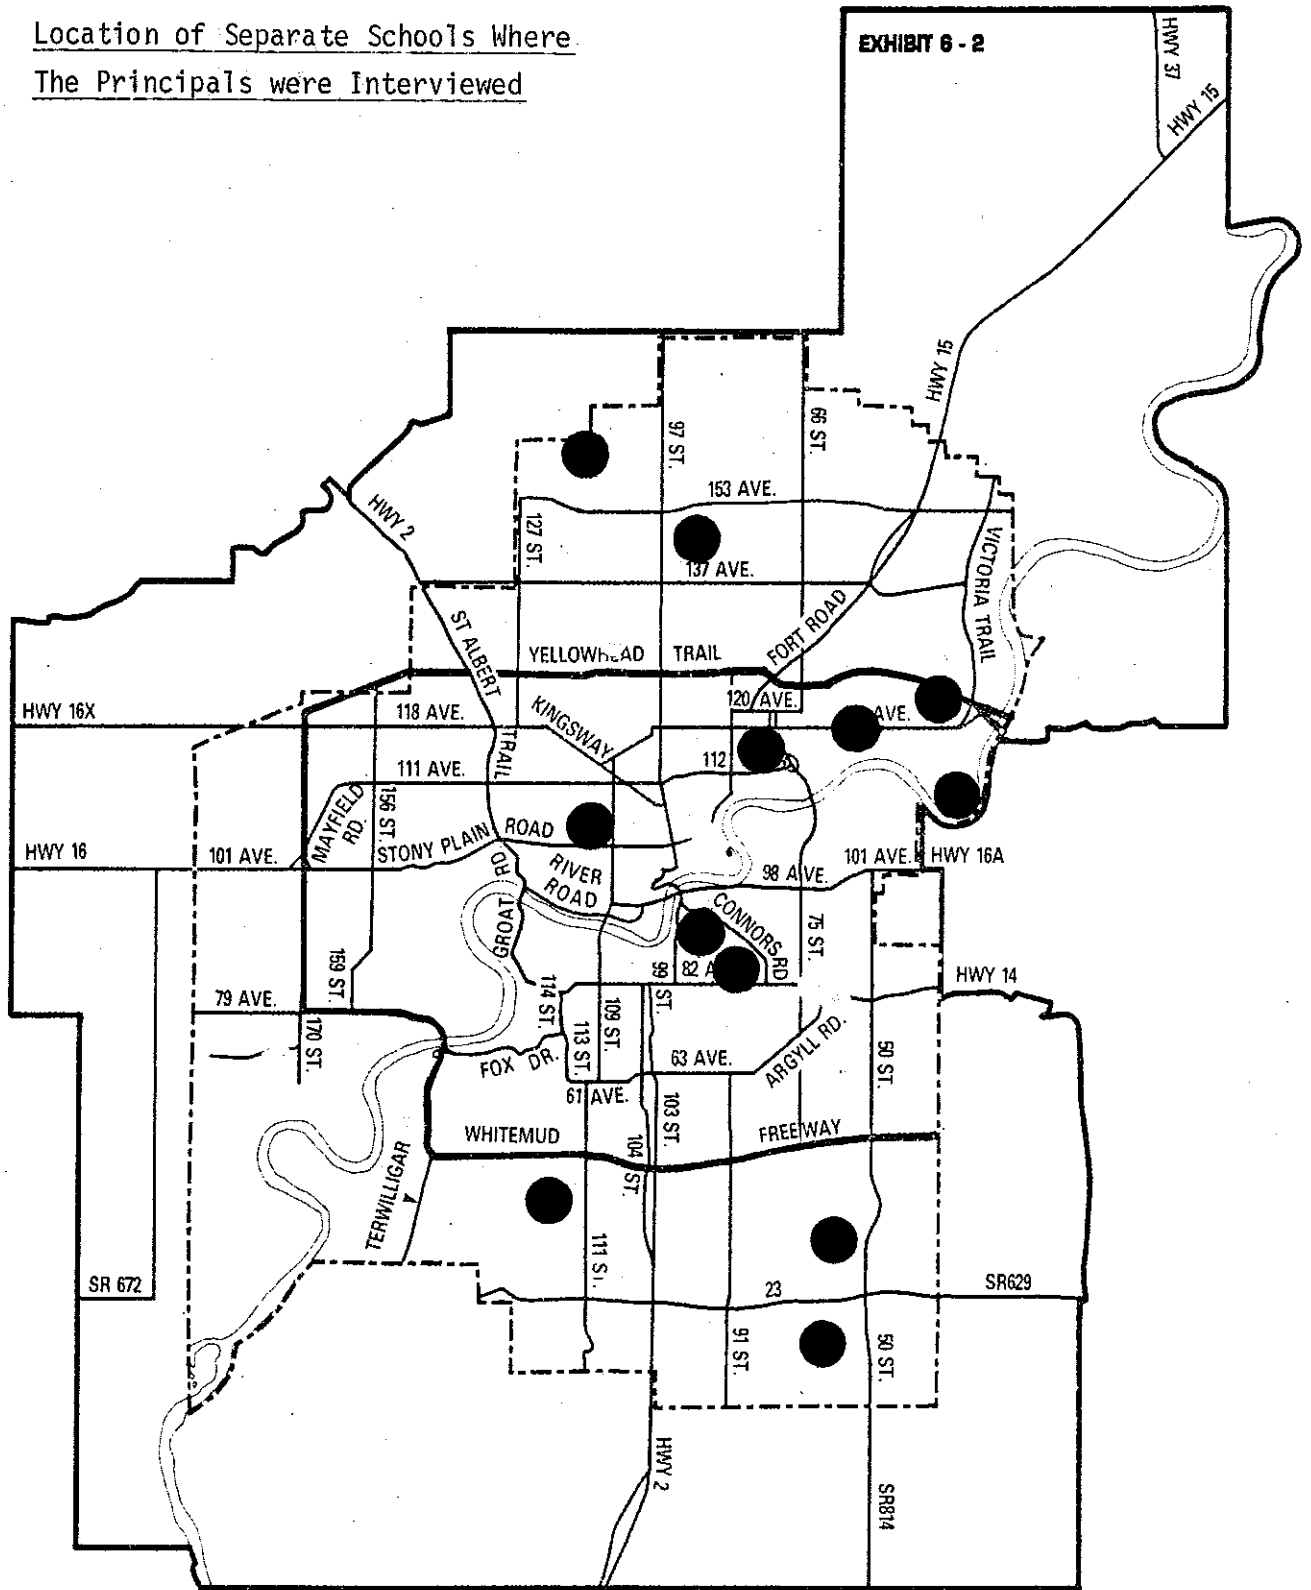 Location of Separate Schools Where
The Principals were Interviewed
EXHIBIT 6 - 2
HWY 37
HWY 15
HWY 15
97 ST.
66 ST.
153 AVE.
HWY 2
127 ST.
VICTORIA TRAIL
137 AVE.
ST ALBERT TRAIL
FORT ROAD
YELLOWHEAD TRAIL
HWY 16X
118 AVE.
KINGSWAY
120 AVE.
AVE.
111 AVE.
112
MAYFIELD
RD.
156 ST.
STONY PLAIN ROAD
HWY 16
101 AVE.
RIVER
ROAD
GROAT RD
98 AVE.
101 AVE.
HWY 16A
CONNORS RD
75 ST.
159 ST.
99 ST.
82 A
HWY 14
79 AVE.
114 ST.
109 ST.
113 ST.
170 ST.
FOX DR.
63 AVE.
ARGYLL RD.
50 ST.
61 AVE.
103 ST.
WHITEMUD
FREEWAY
104 ST.
TERWILLIGAR
111 ST.
SR 672
23
SR629
91 ST.
50 ST.
HWY 2
SR814